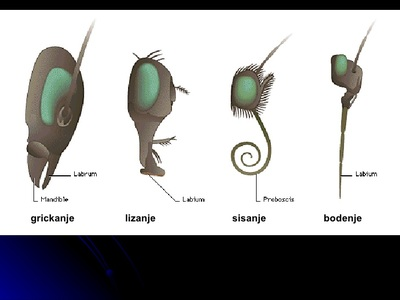 Labrum
Mandible
Labium
Proboscis
Labium
grickanje
lizanje
sisanje
bodenje